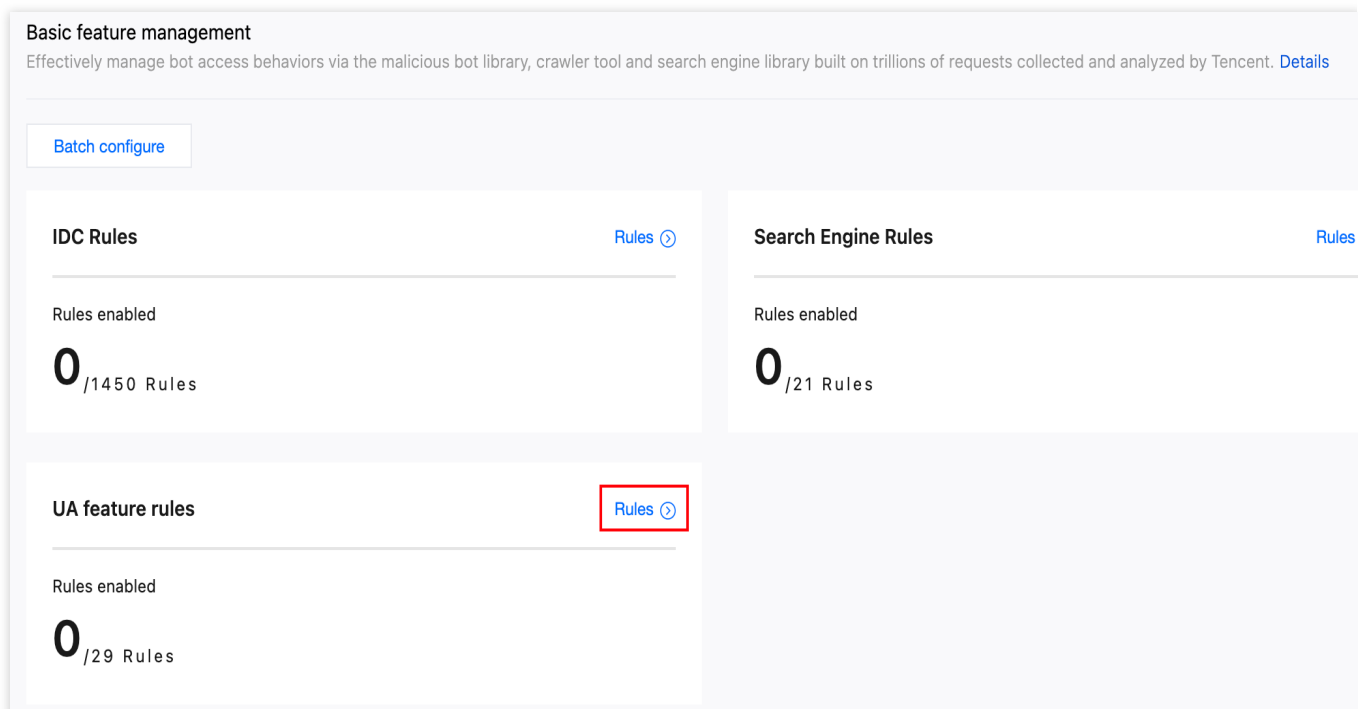 Basic feature management
Effectively manage bot access behaviors via the malicious bot library, crawler tool and search engine library built on trillions of requests collected and analyzed by Tencent. Details
Batch configure
IDC Rules
Rules
Rules enabled
0/1450 Rules
Search Engine Rules
Rules
Rules enabled
0/21 Rules
UA feature rules
Rules
Rules enabled
0/29 Rules